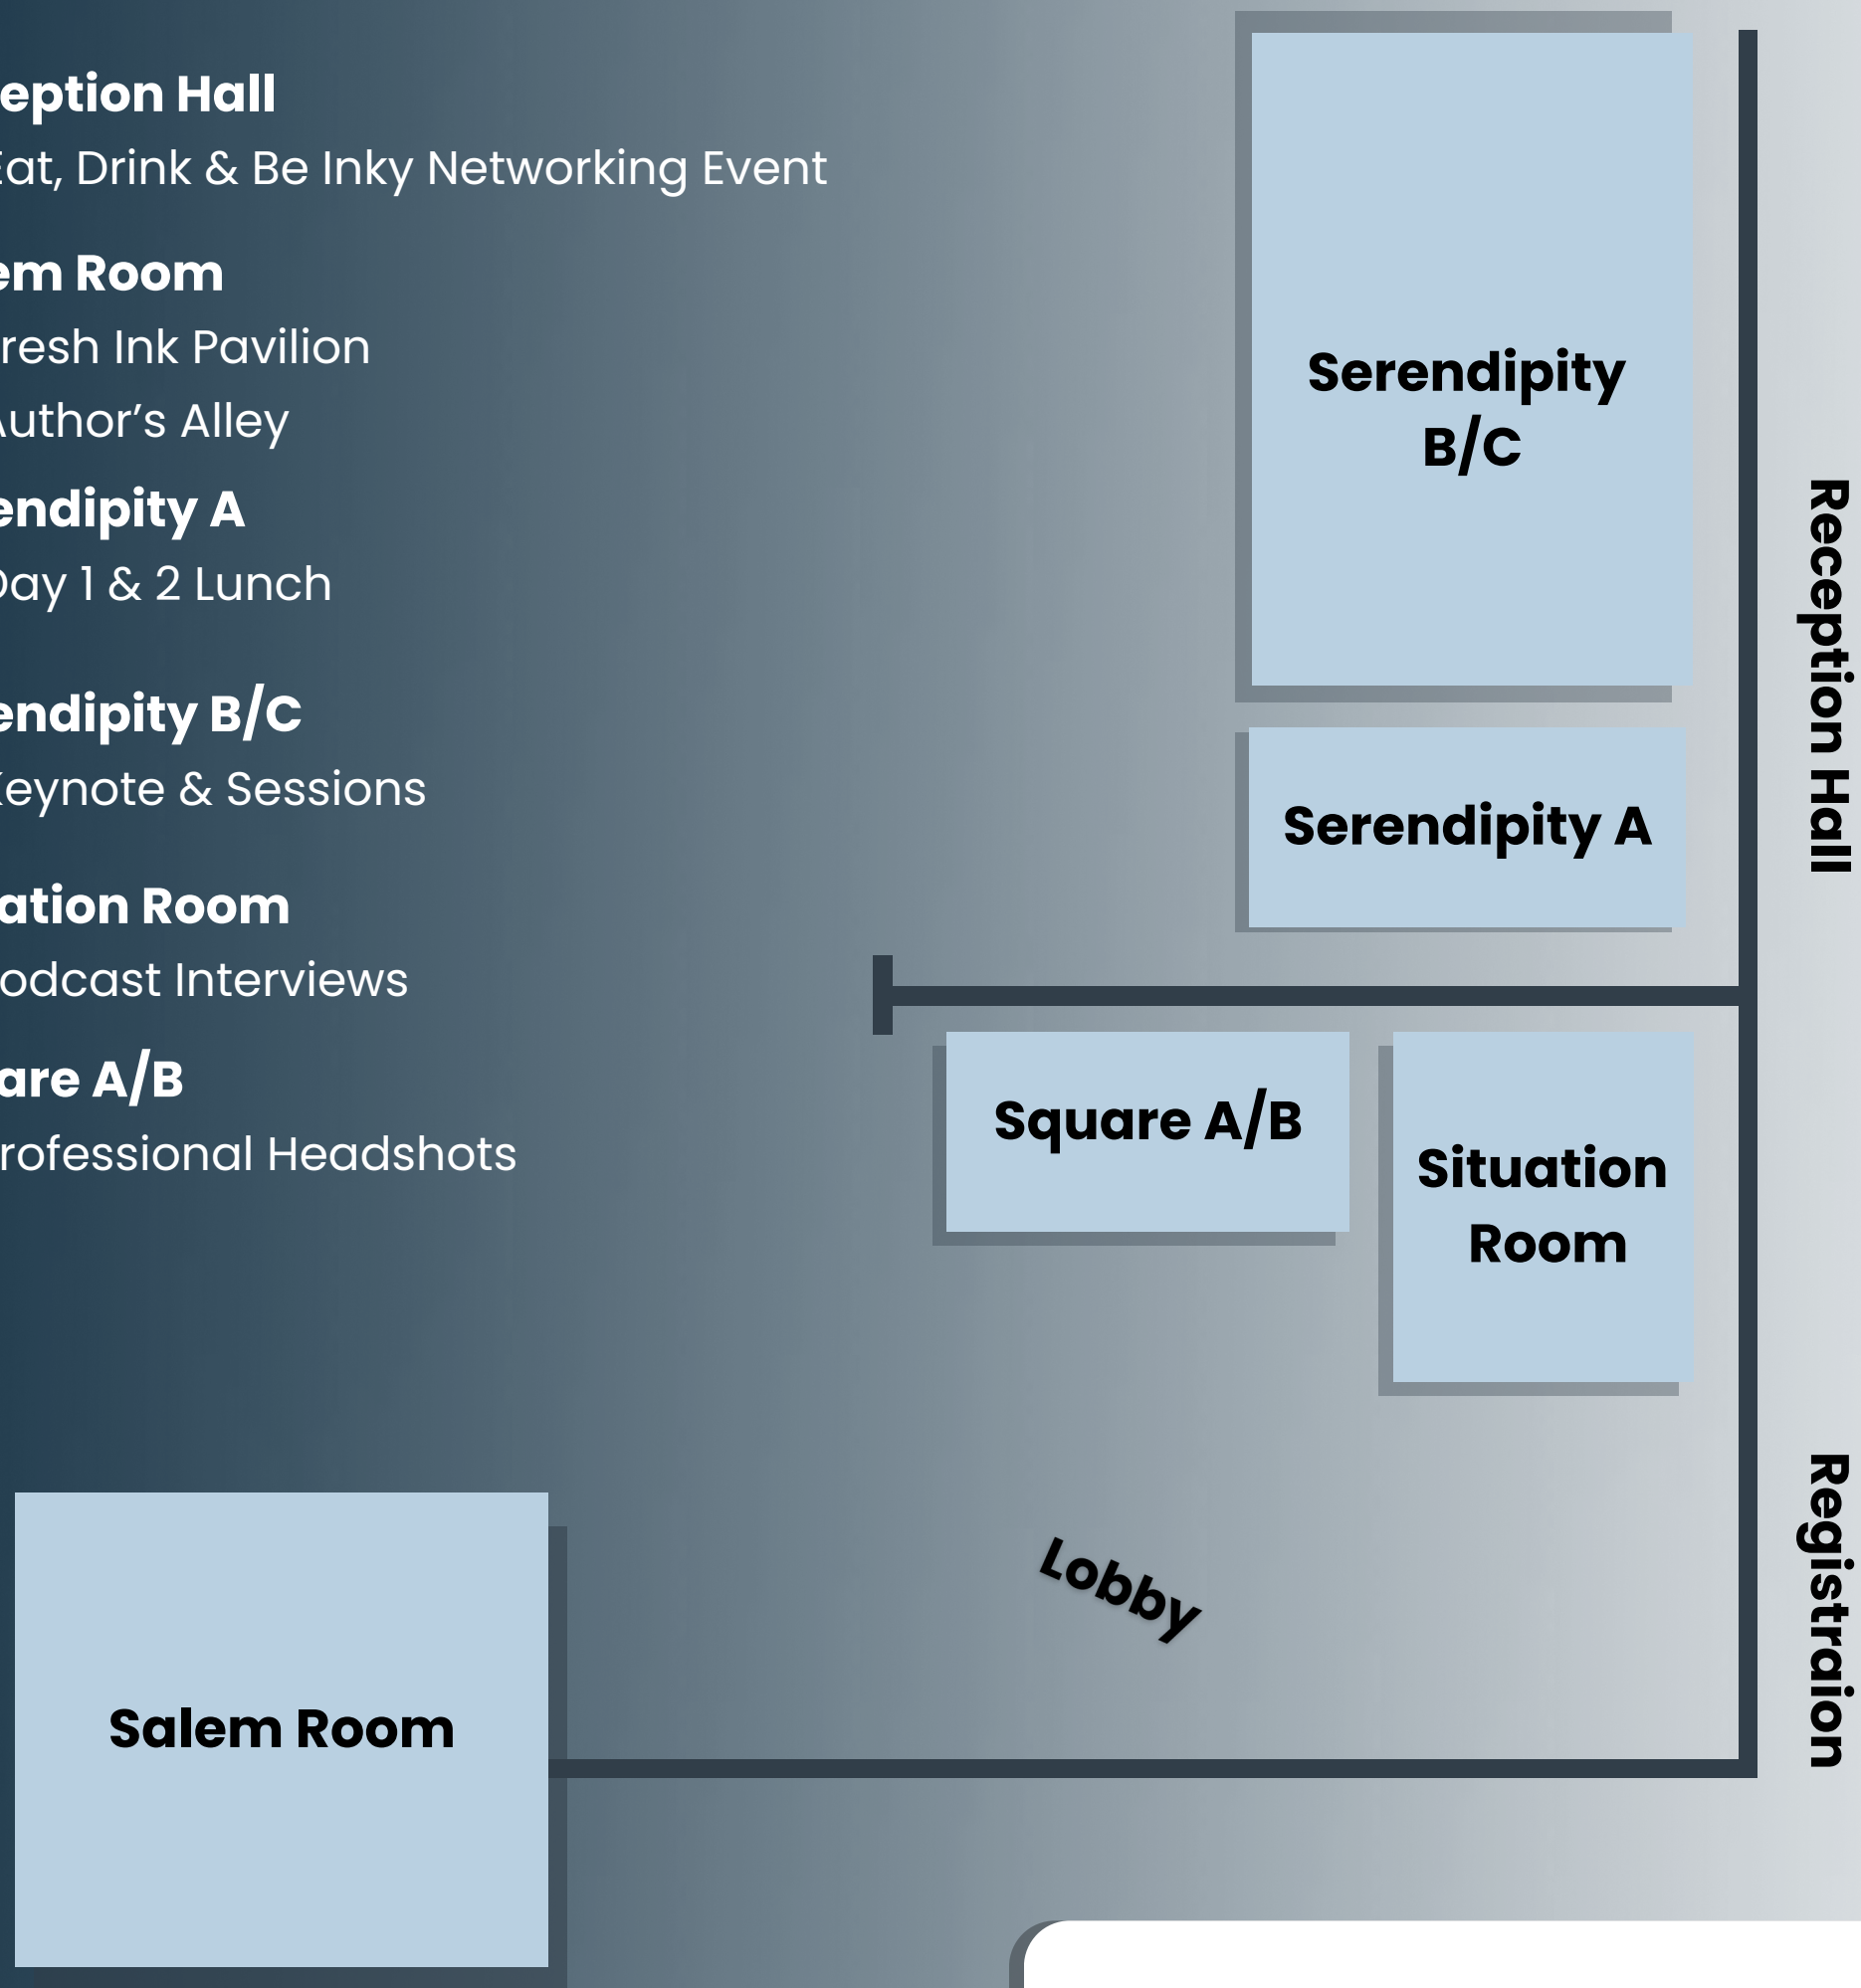 eption Hall
Eat, Drink & Be Inky Networking Event
em Room
resh Ink Pavilion
Author's Alley
endipity A
Day 1 & 2 Lunch
endipity B/C
Keynote & Sessions
ation Room
odcast Interviews
are A/B
rofessional Headshots
Serendipity
B/C
Serendipity A
Reception Hall
Square A/B
Situation
Room
Lobby
Registraion
Salem Room